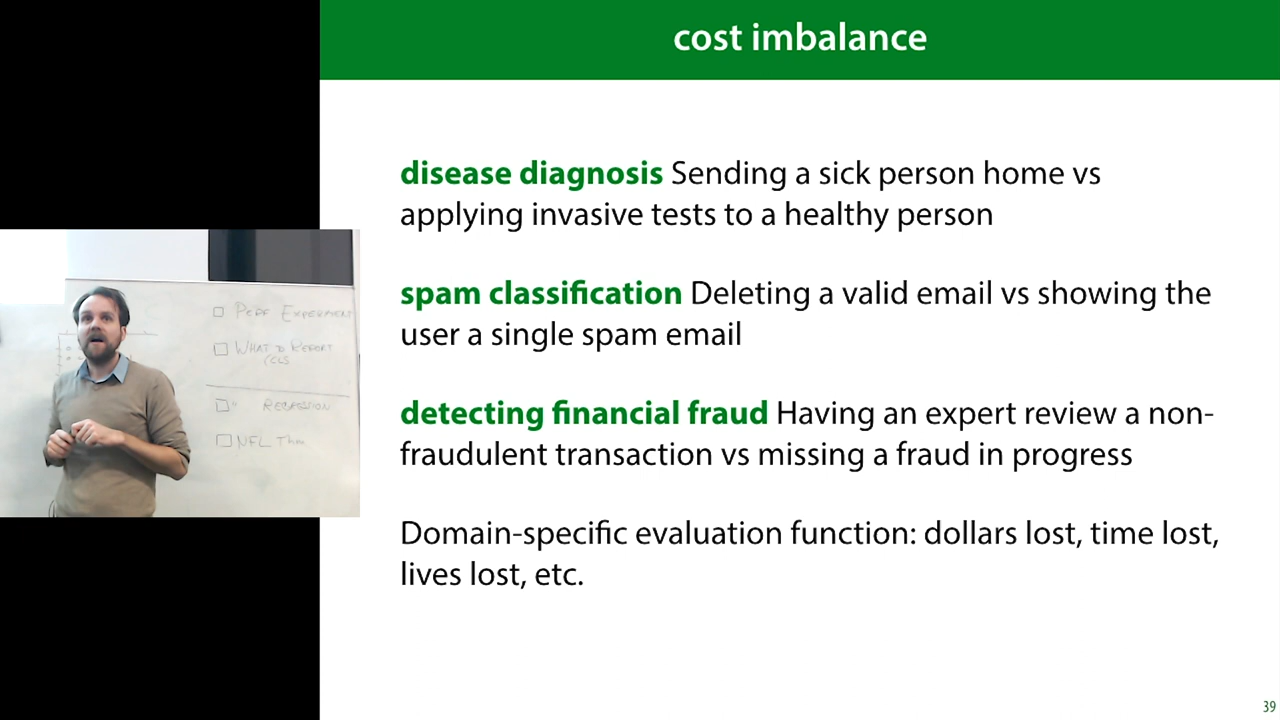 cost imbalance
disease diagnosis Sending a sick person home vs
applying invasive tests to a healthy person
spam classification Deleting a valid email vs showing the
user a single spam email
detecting financial fraud Having an expert review a non-
fraudulent transaction vs missing a fraud in progress
Domain-specific evaluation function: dollars lost, time lost,
lives lost, etc.
39
PERF EXPERIMENT
WHAT TO REPORT
(CLS
" REGRESSION
NFL Thm